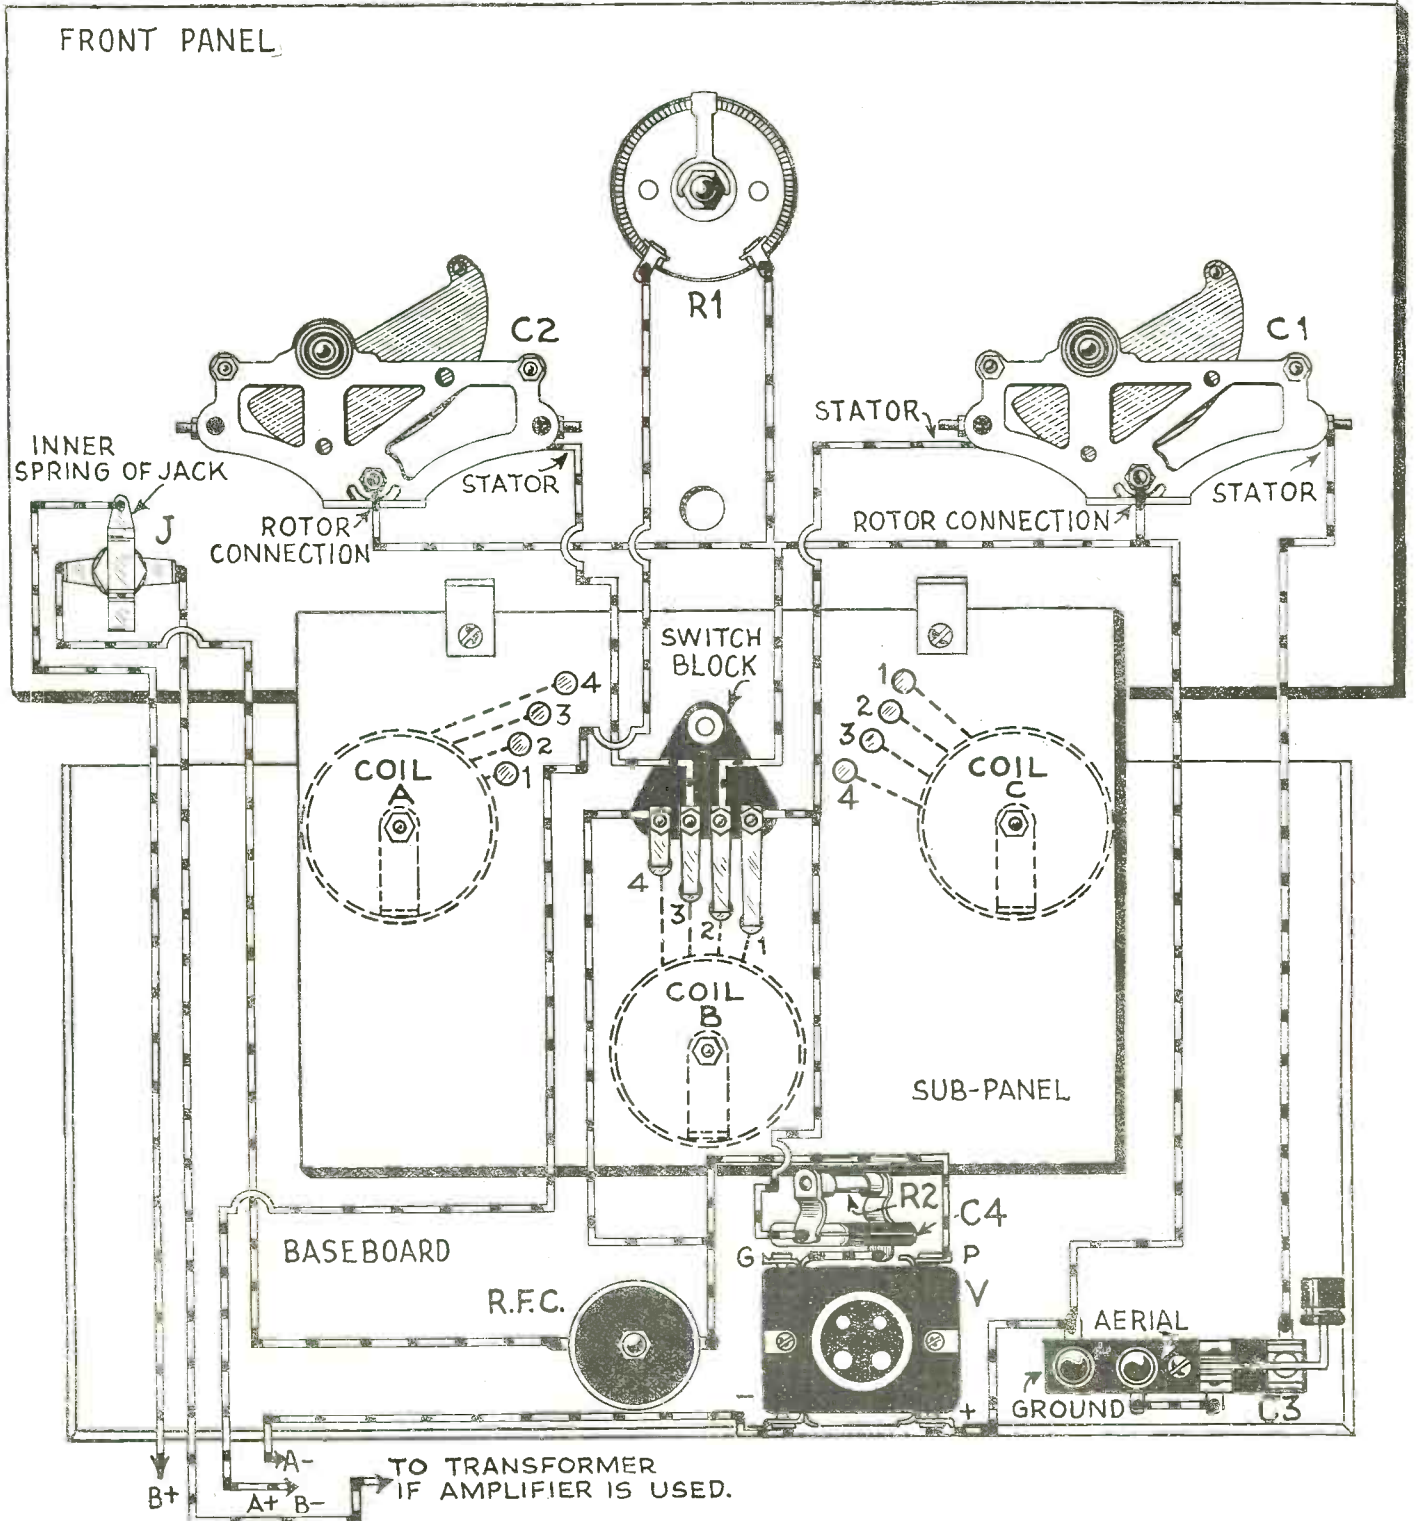 FRONT PANEL
R1
C2
C1
STATOR
INNER
SPRING OF JACK
STATOR
STATOR
J
ROTOR
CONNECTION
ROTOR CONNECTION
SWITCH
BLOCK
4
3
2
1
1
2
3
4
COIL
A
COIL
C
4
3
2
1
COIL
B
SUB-PANEL
R2
C4
BASEBOARD
G
P
V
R.F.C.
AERIAL
GROUND
C3
-
+
A-
B+
A+ B-
TO TRANSFORMER
IF AMPLIFIER IS USED.